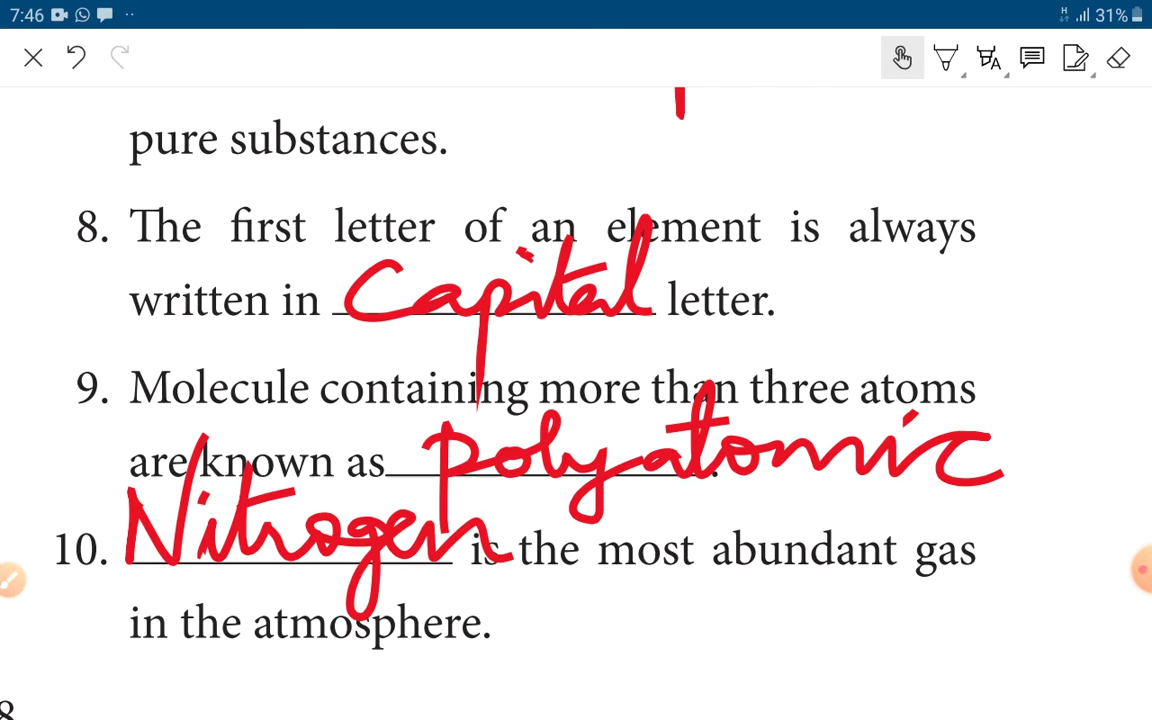 7:46 31%
pure substances.
8. The first letter of an element is always
written in Capital letter.
9. Molecule containing more than three atoms
are known as polyatomic.
10. Nitrogen is the most abundant gas
in the atmosphere.
8